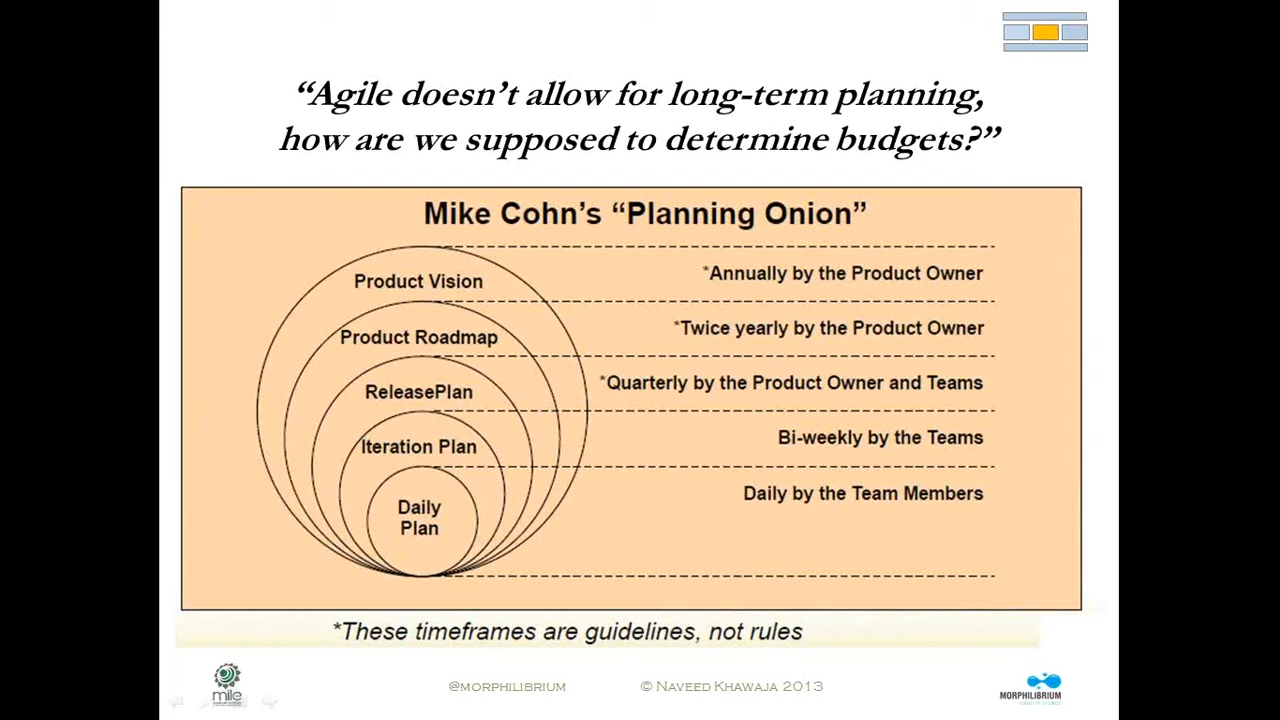 “Agile doesn’t allow for long-term planning,
how are we supposed to determine budgets?”
Mike Cohn’s “Planning Onion”
Product Vision
*Annually by the Product Owner
Product Roadmap
*Twice yearly by the Product Owner
ReleasePlan
*Quarterly by the Product Owner and Teams
Iteration Plan
Bi-weekly by the Teams
Daily
Plan
Daily by the Team Members
*These timeframes are guidelines, not rules
mile
@MORPHILIBRIUM
© NAVEED KHAWAJA 2013
MORPHILIBRIUM